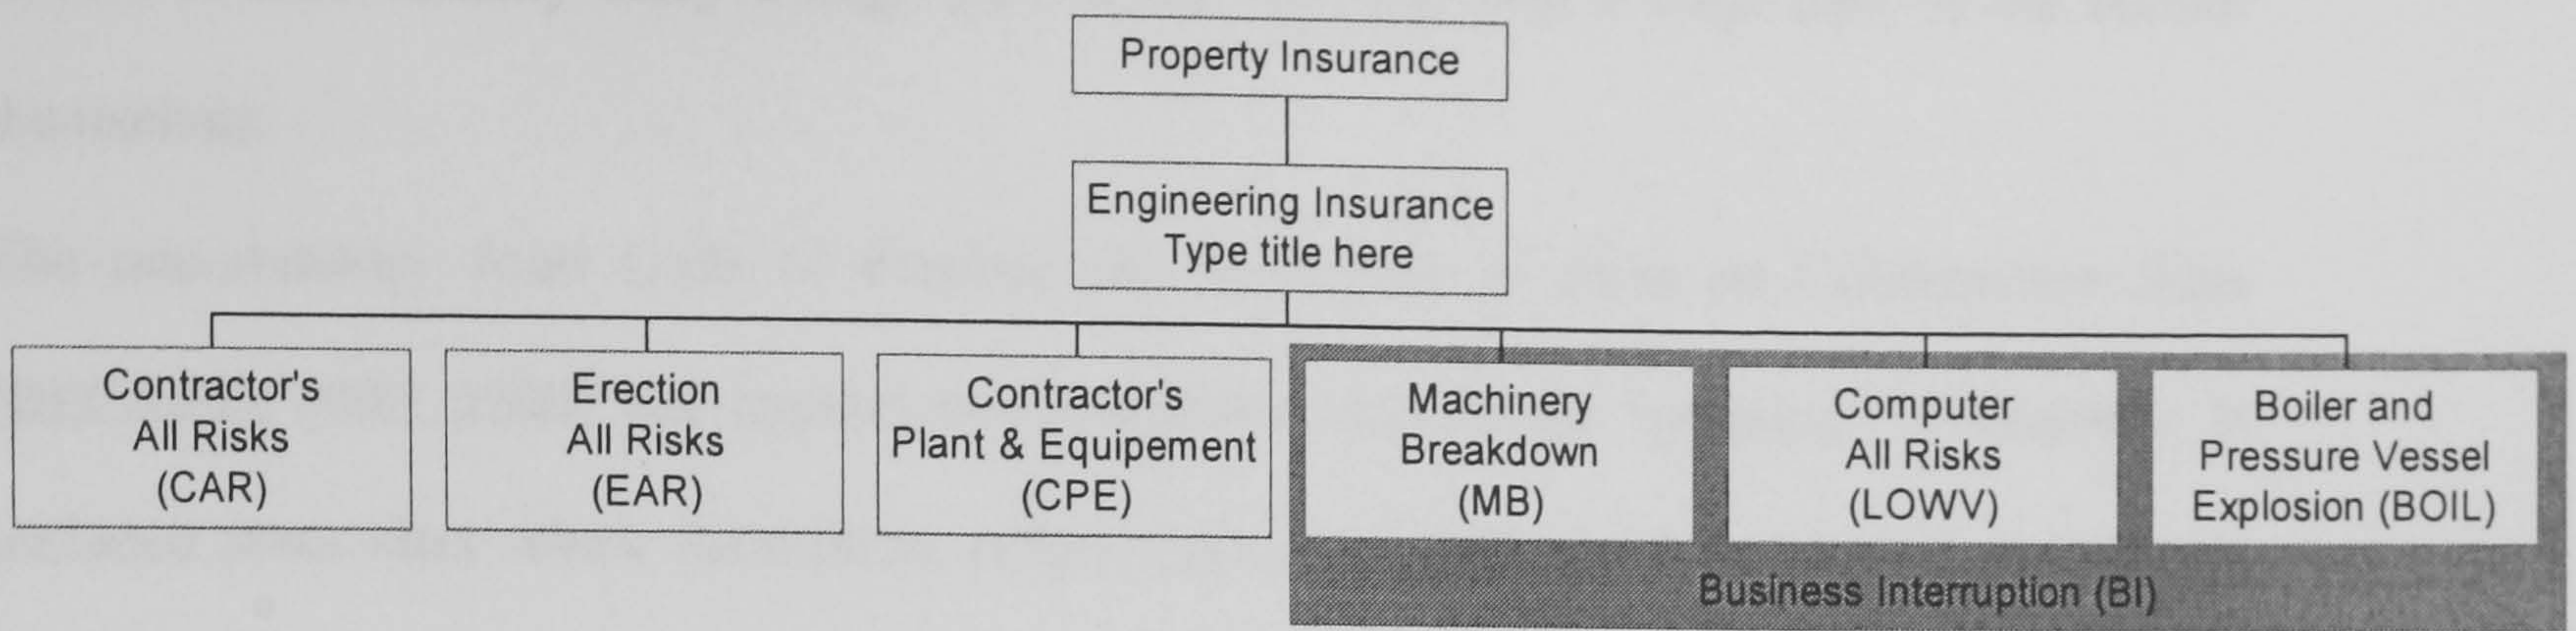 Property Insurance
Engineering Insurance
Type title here
Contractor's
All Risks
(CAR)
Erection
All Risks
(EAR)
Contractor's
Plant & Equipement
(CPE)
Machinery
Breakdown
(MB)
Computer
All Risks
(LOWV)
Boiler and
Pressure Vessel
Explosion (BOIL)
Business Interruption (BI)